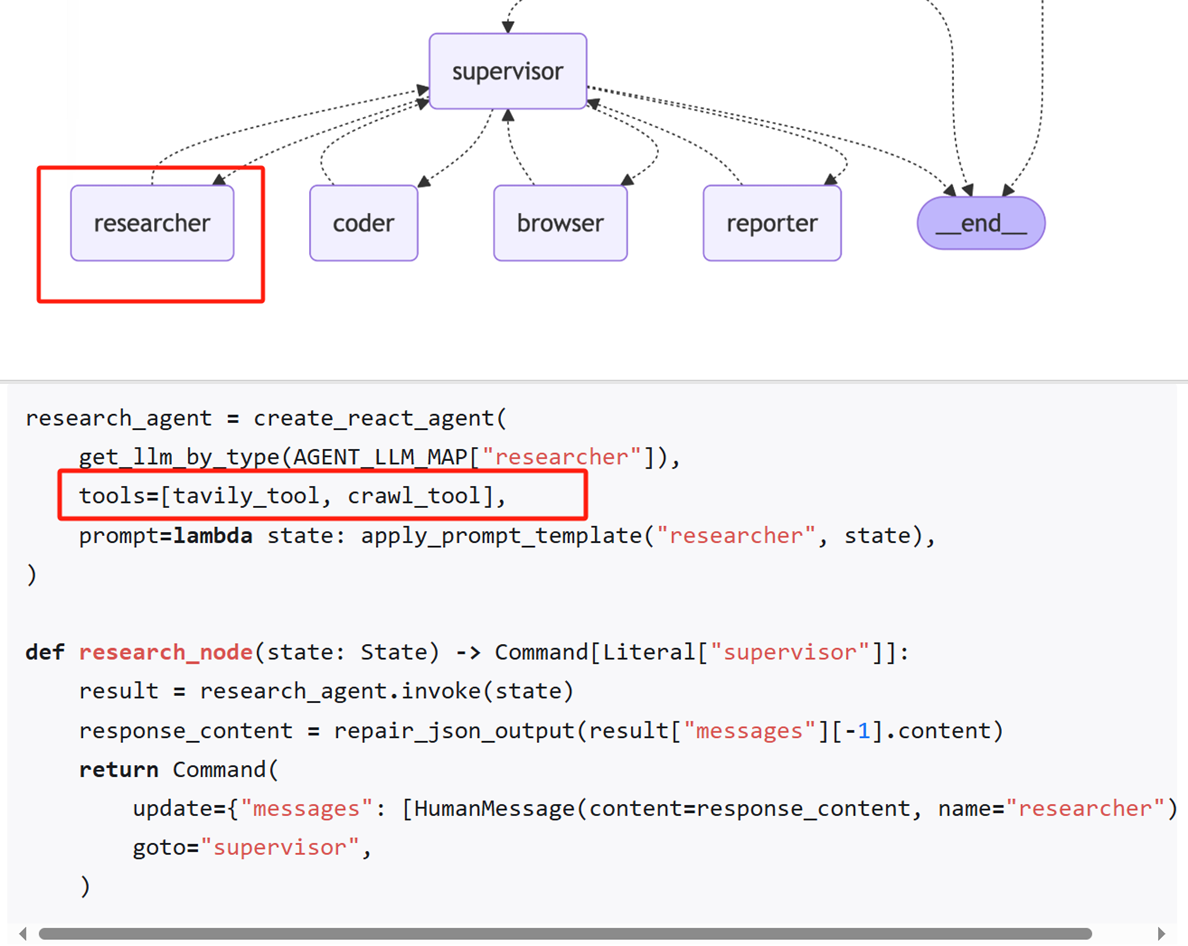 supervisor
researcher
coder
browser
reporter
__end__
research_agent = create_react_agent(
    get_llm_by_type(AGENT_LLM_MAP["researcher"]),
    tools=[tavily_tool, crawl_tool],
    prompt=lambda state: apply_prompt_template("researcher", state),
)
def research_node(state: State) -> Command[Literal["supervisor"]]:
    result = research_agent.invoke(state)
    response_content = repair_json_output(result["messages"][-1].content)
    return Command(
        update={"messages": [HumanMessage(content=response_content, name="researcher")
        goto="supervisor",
    )